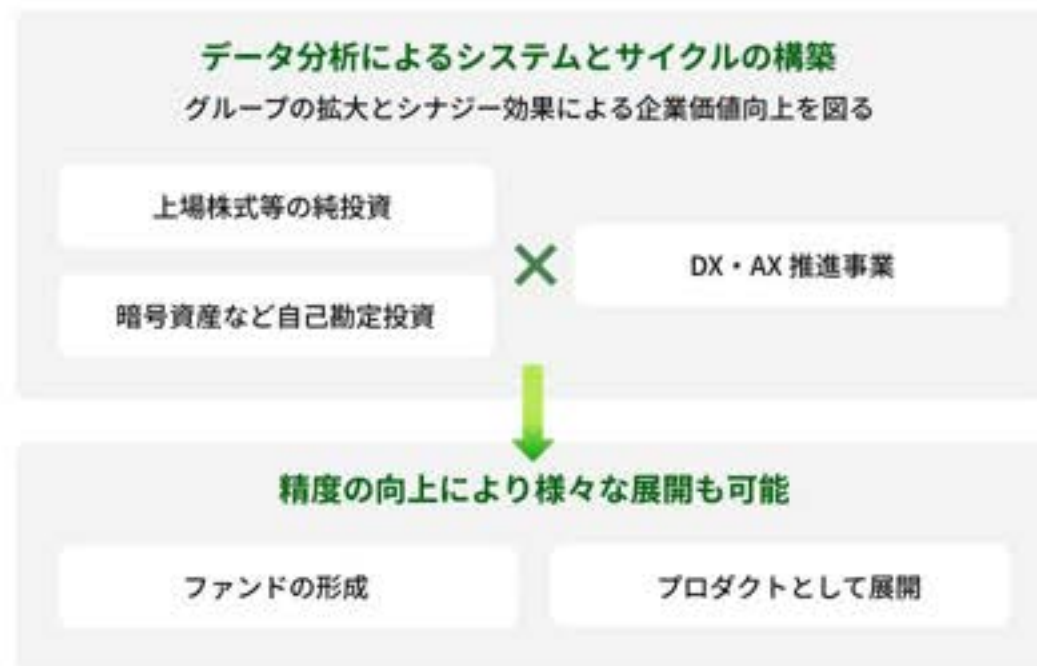 データ分析によるシステムとサイクルの構築
グループの拡大とシナジー効果による企業価値向上を図る
上場株式等の純投資
暗号資産など自己勘定投資
×
DX・AX 推進事業
精度の向上により様々な展開も可能
ファンドの形成
プロダクトとして展開